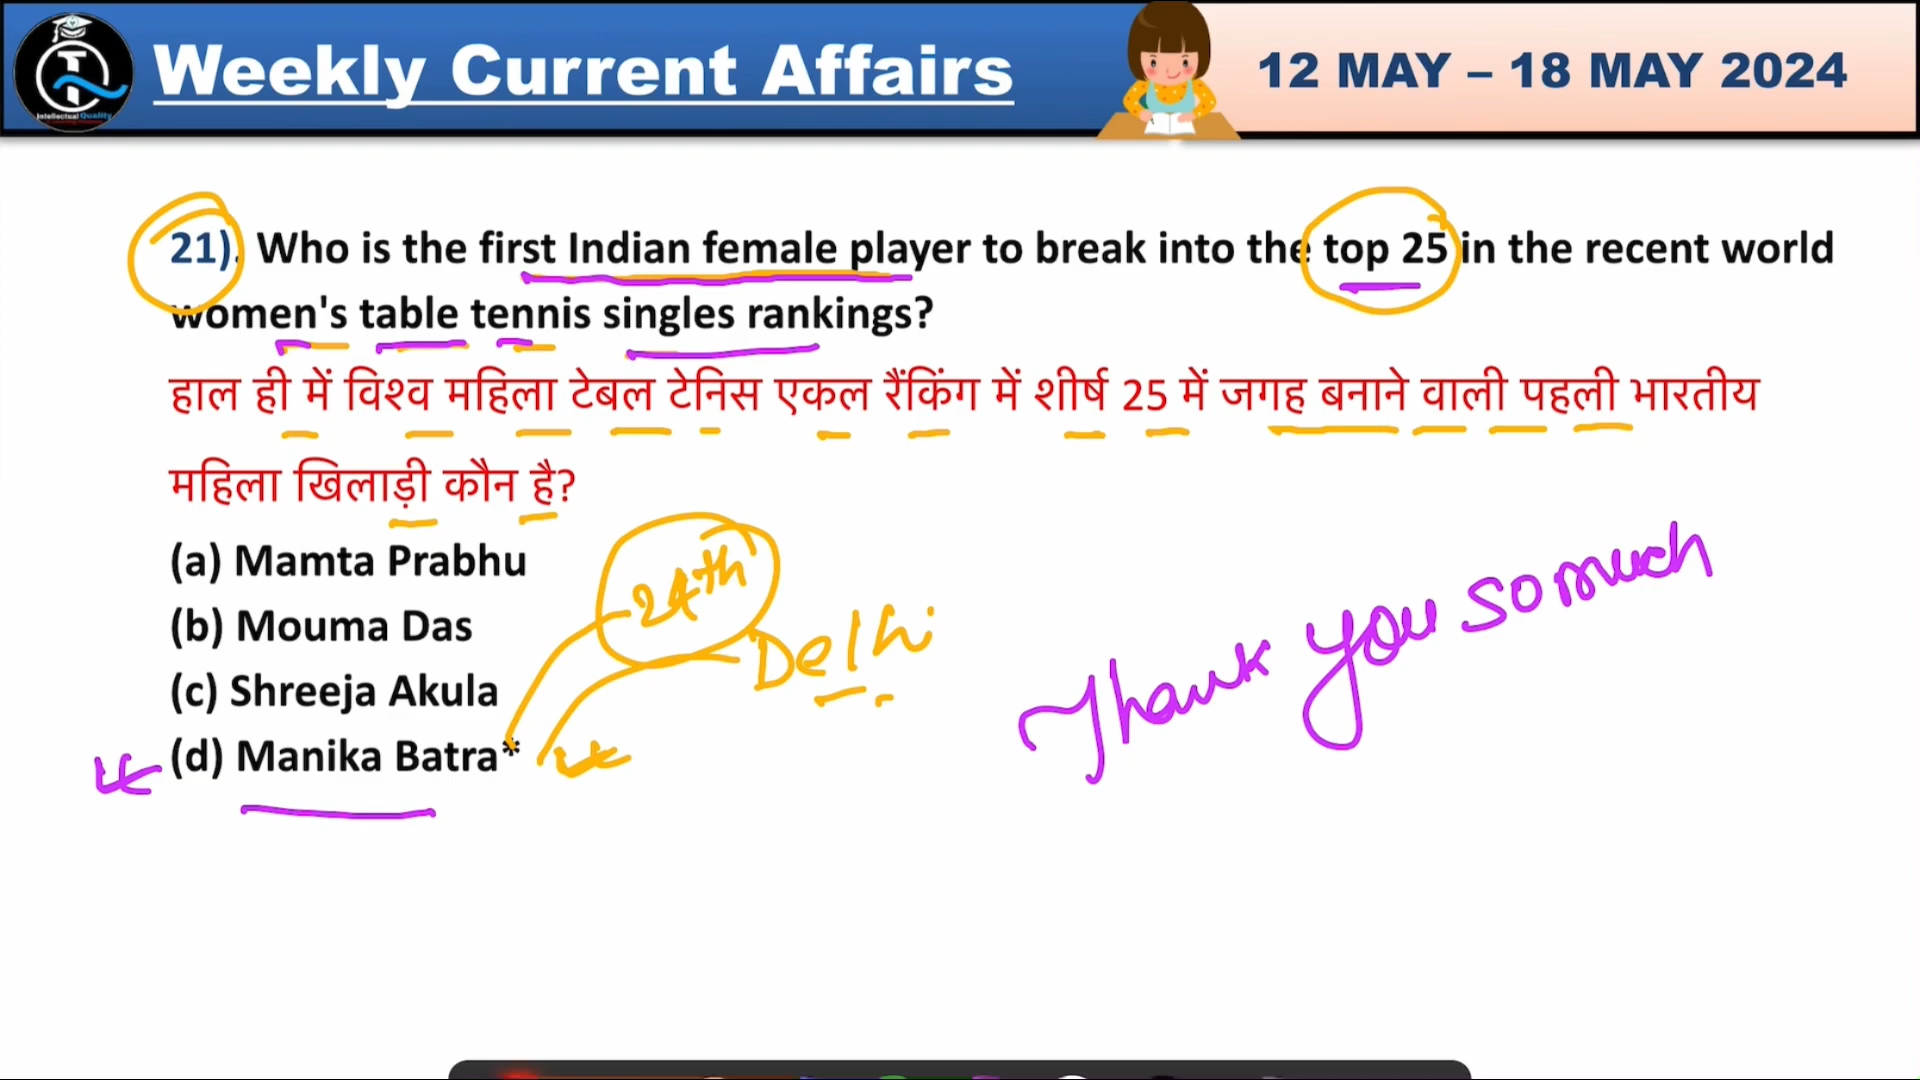 Intellectual Quality
Weekly Current Affairs
12 MAY – 18 MAY 2024
21). Who is the first Indian female player to break into the top 25 in the recent world
women's table tennis singles rankings?
हाल ही में विश्व महिला टेबल टेनिस एकल रैंकिंग में शीर्ष 25 में जगह बनाने वाली पहली भारतीय
महिला खिलाड़ी कौन है?
(a) Mamta Prabhu
(b) Mouma Das
(c) Shreeja Akula
(d) Manika Batra*
24th
Delhi
Thank you so much